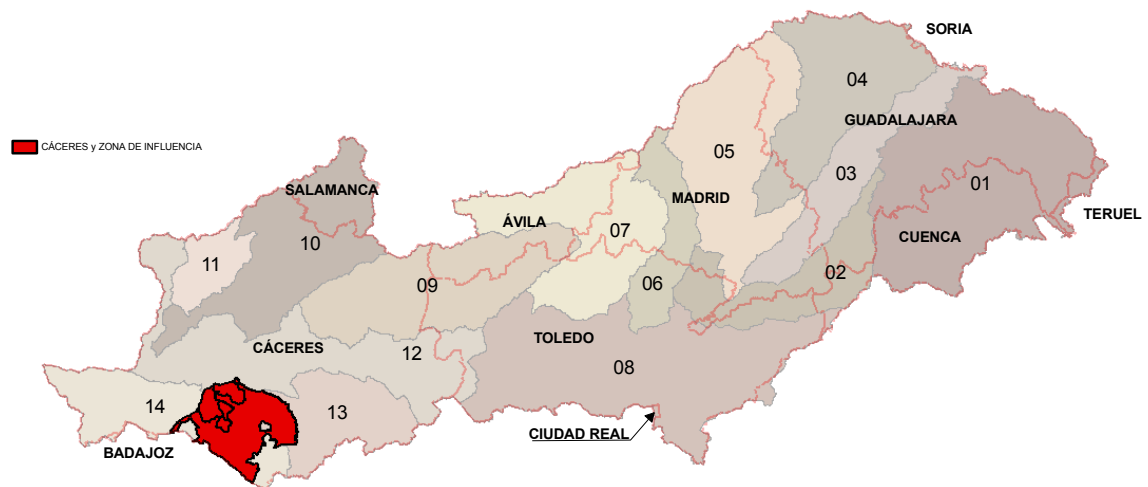 SORIA
04
GUADALAJARA
CÁCERES y ZONA DE INFLUENCIA
05
03
01
SALAMANCA
MADRID
TERUEL
ÁVILA
07
CUENCA
10
11
02
09
06
TOLEDO
CÁCERES
12
08
14
13
CIUDAD REAL
BADAJOZ